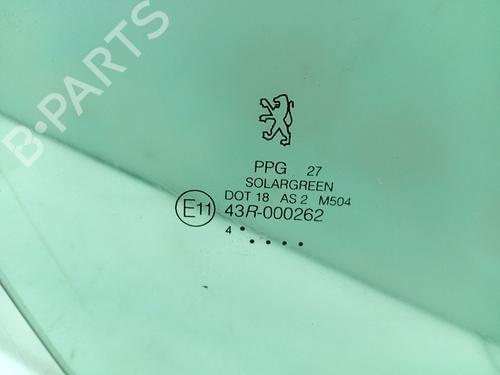 B-PARTS
PPG 27
SOLARGREEN
DOT 18 AS 2 M504
E11 43R-000262
4